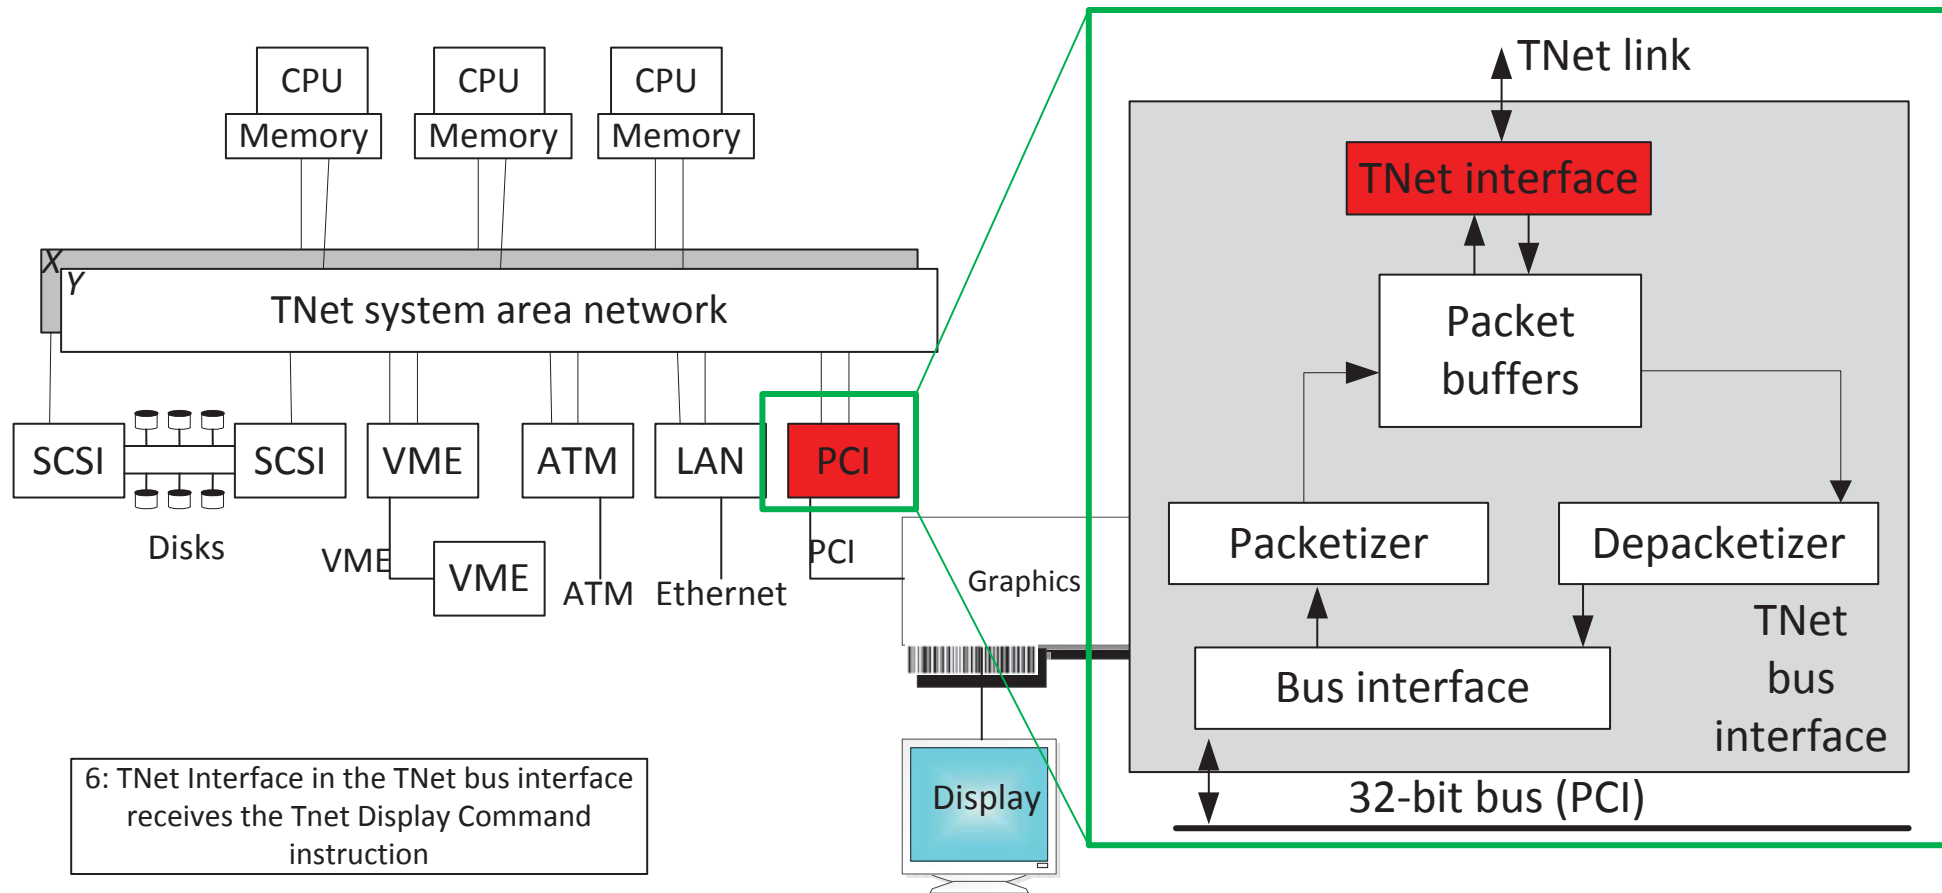 CPU
CPU
CPU
Memory
Memory
Memory
X
Y
TNet system area network
SCSI
SCSI
VME
ATM
LAN
PCI
Disks
VME
VME
ATM
Ethernet
PCI
Graphics
Display
6: TNet Interface in the TNet bus interface
receives the Tnet Display Command
instruction
TNet link
TNet interface
Packet
buffers
Packetizer
Depacketizer
Bus interface
TNet
bus
interface
32-bit bus (PCI)